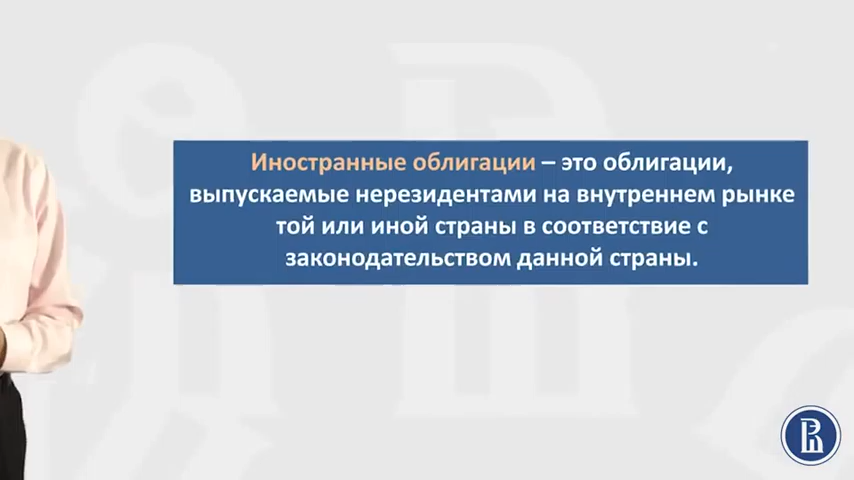 Иностранные облигации – это облигации,
выпускаемые нерезидентами на внутреннем рынке
той или иной страны в соответствие с
законодательством данной страны.